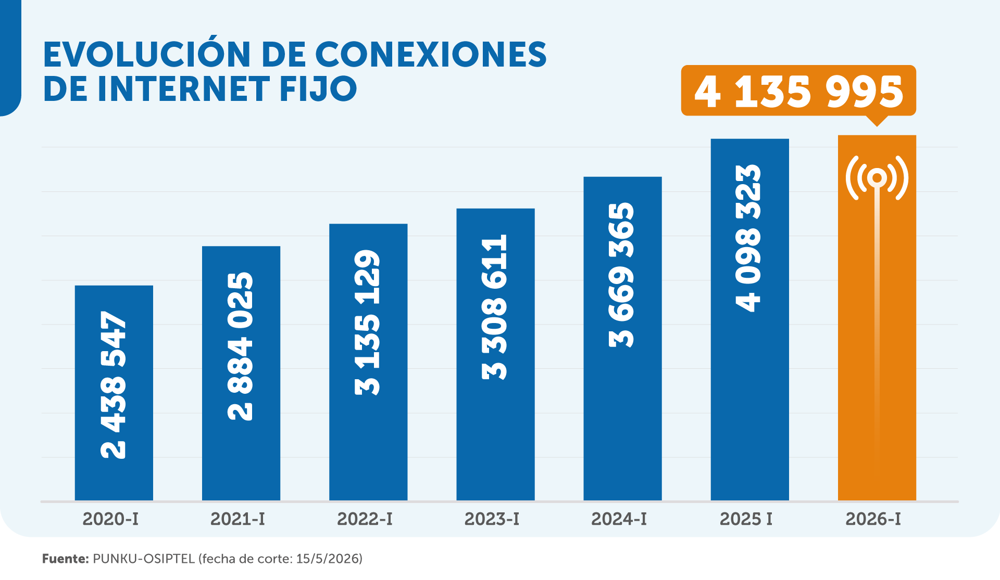 EVOLUCIÓN DE CONEXIONES
DE INTERNET FIJO
4 135 995
2 438 547
2 884 025
3 135 129
3 308 611
3 669 365
4 098 323
2020-I
2021-I
2022-I
2023-I
2024-I
2025 I
2026-I
Fuente: PUNKU-OSIPTEL (fecha de corte: 15/5/2026)